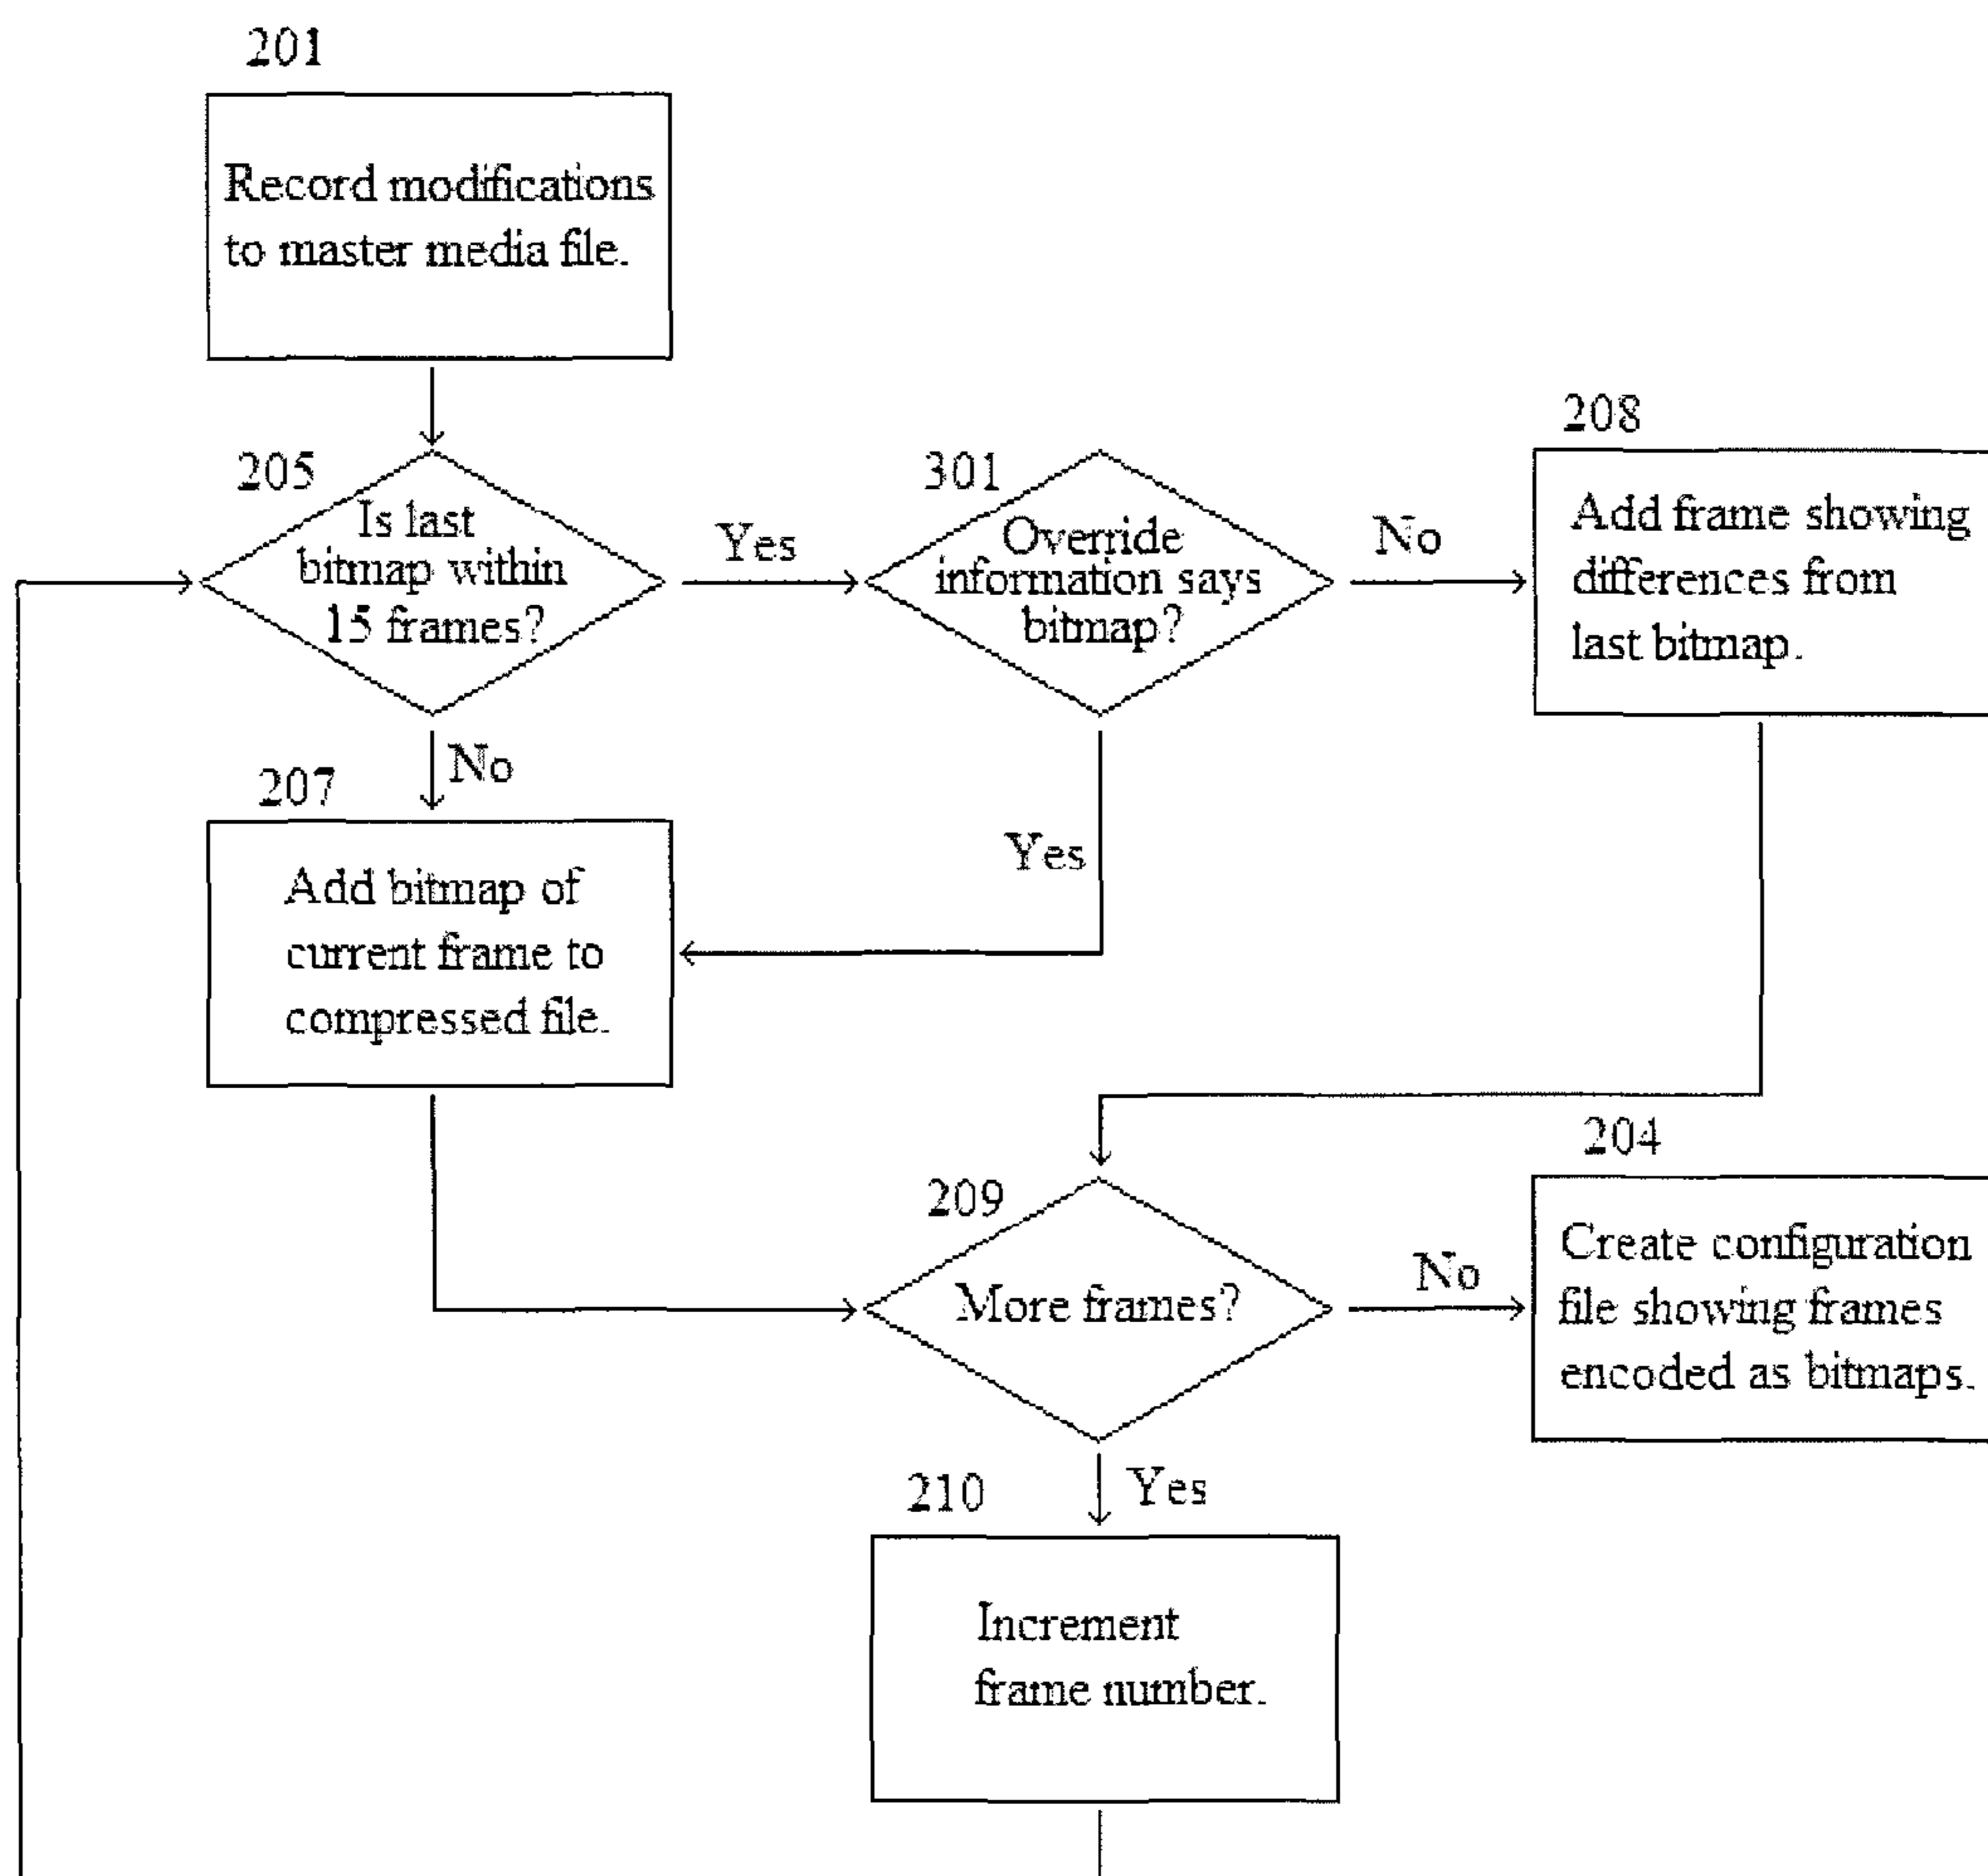 201
Record modifications
to master media file.
205
Is last
bitmap within
15 frames?
Yes
301
Override
information says
bitmap?
No
208
Add frame showing
differences from
last bitmap.
No
207
Add bitmap of
current frame to
compressed file.
Yes
209
More frames?
No
204
Create configuration
file showing frames
encoded as bitmaps.
Yes
210
Increment
frame number.